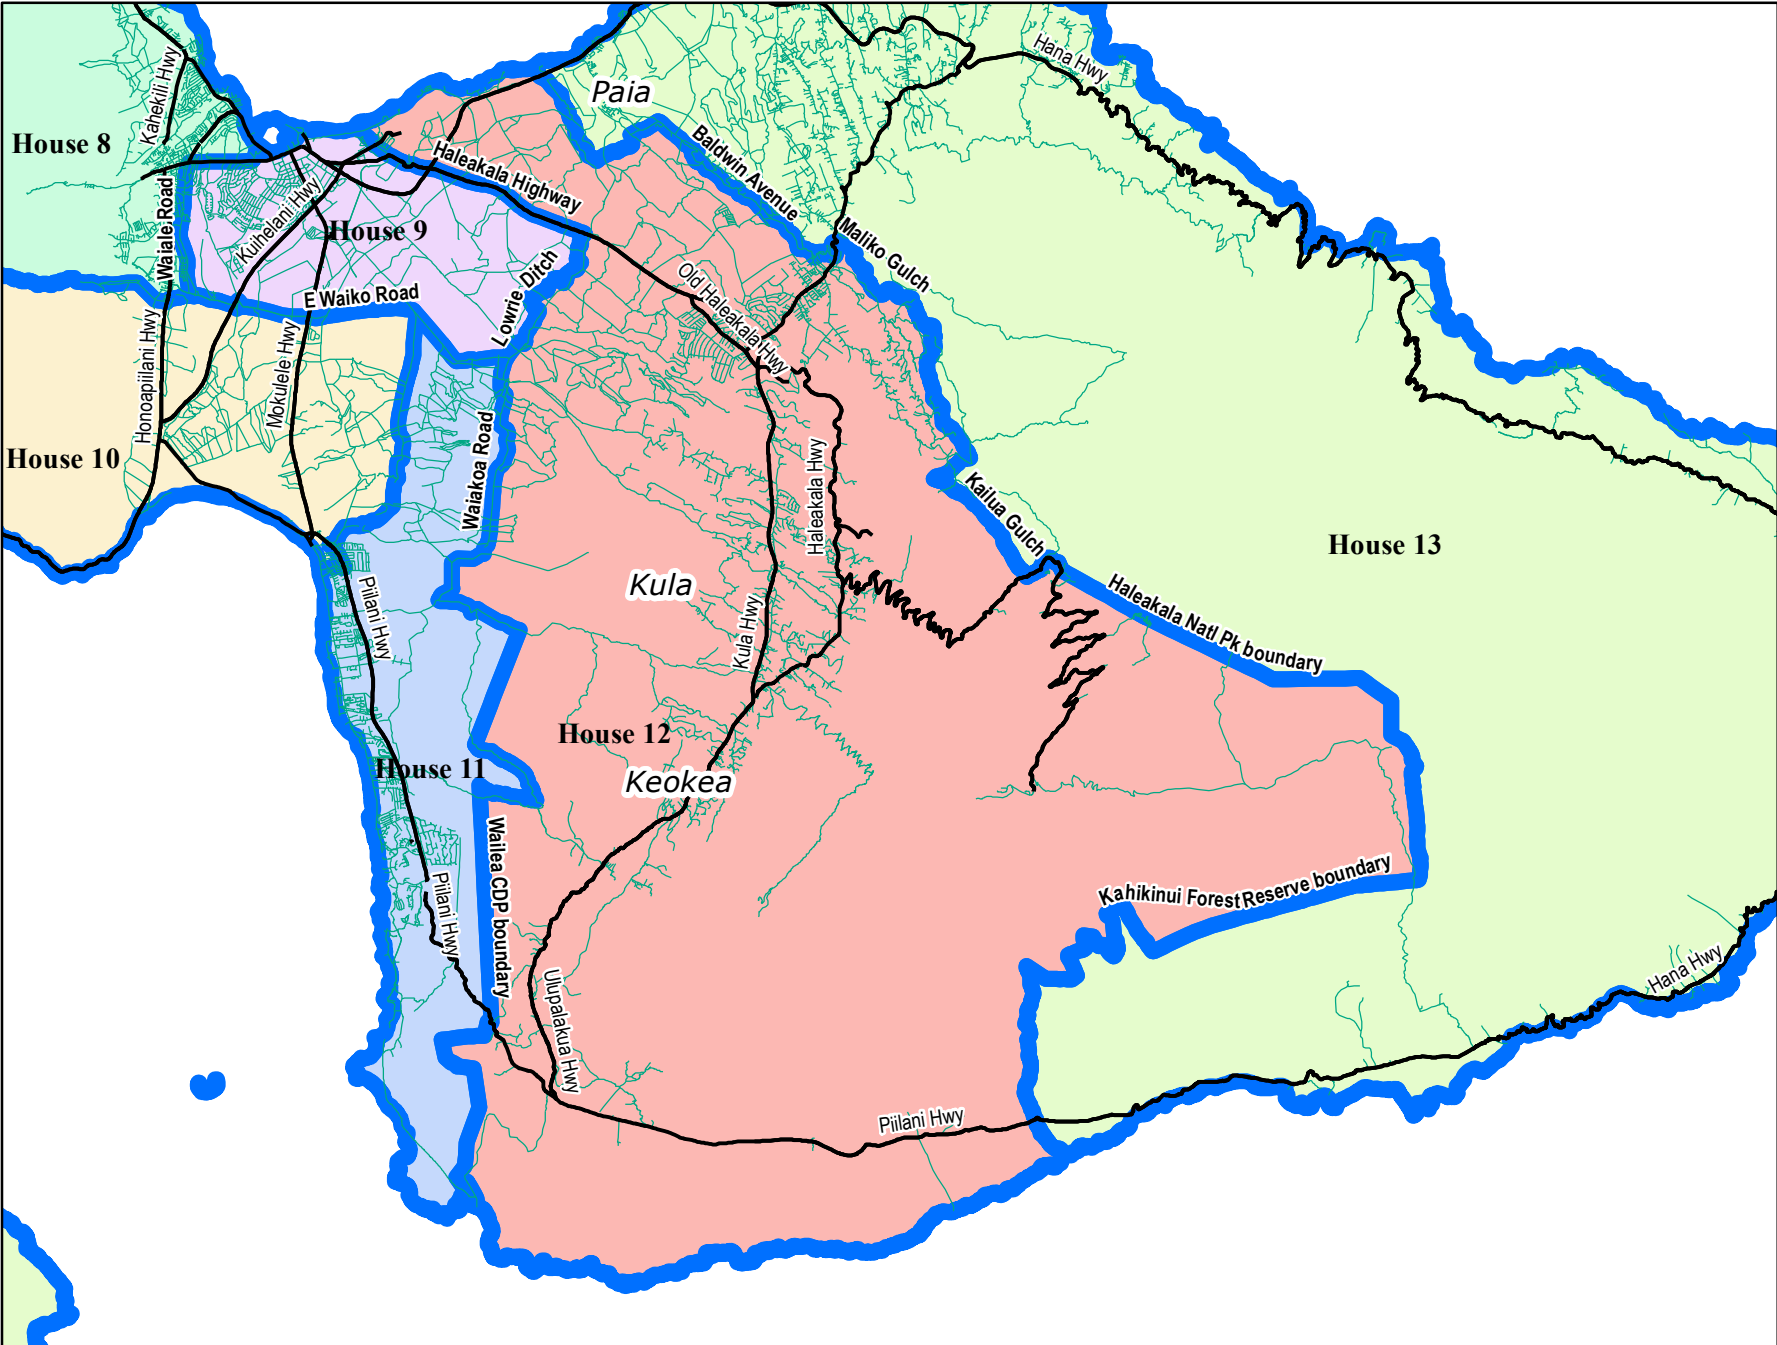 Hana Hwy
Kahekili Hwy
Paia
House 8
Baldwin Avenue
Haleakala Highway
Waiale Road
Kuihelani Hwy
House 9
Maliko Gulch
Lowrie Ditch
E Waiko Road
Old Haleakala Hwy
Honoapiilani Hwy
Mokulele Hwy
House 10
Waiakoa Road
Haleakala Hwy
Kailua Gulch
House 13
Piilani Hwy
Kula
Kula Hwy
Haleakala Natl Pk boundary
House 12
House 11
Keokea
Wailea CDP boundary
Piilani Hwy
Kahikinui Forest Reserve boundary
Hana Hwy
Ulupalakua Hwy
Piilani Hwy